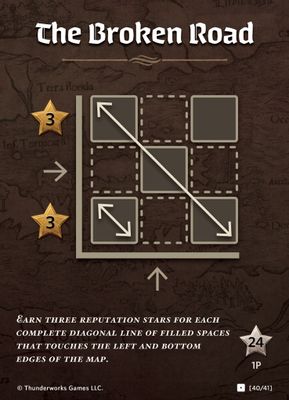 The Broken Road
3
3
Earn three reputation stars for each
complete diagonal line of filled spaces
that touches the left and bottom
edges of the map.
24
1P
© Thunderworks Games LLC.
[40/41]